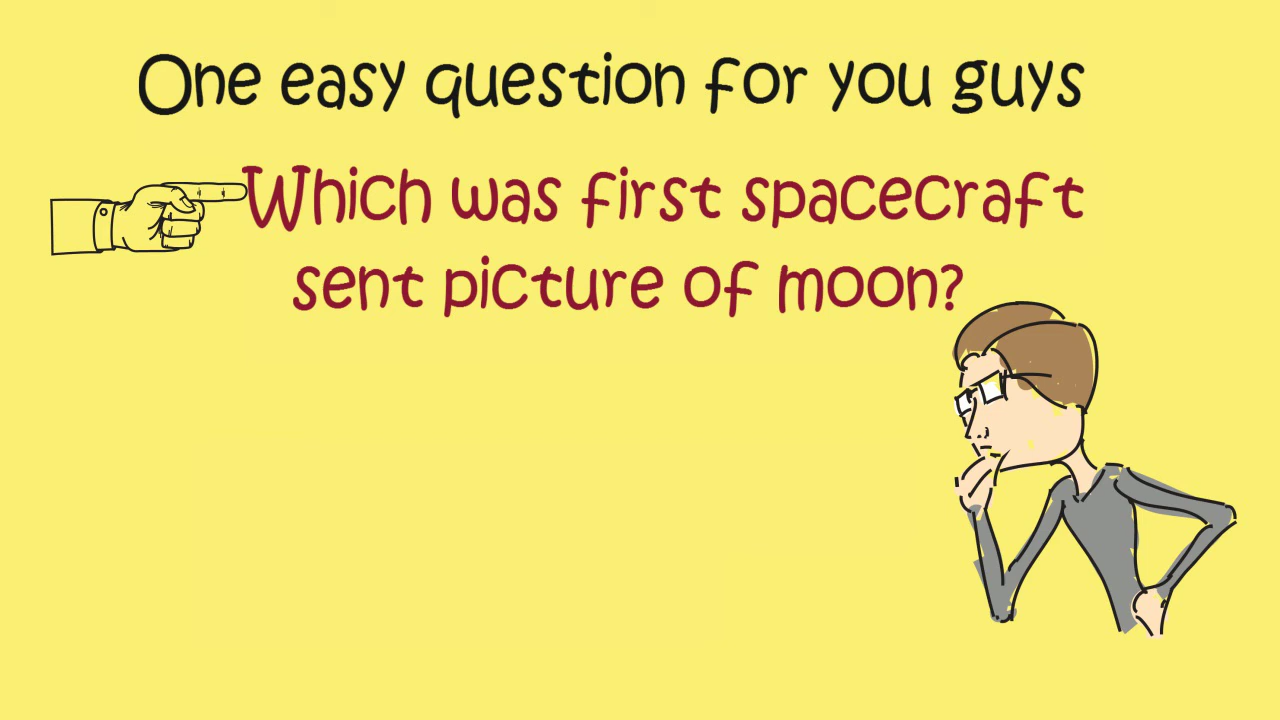 One easy question for you guys
Which was first spacecraft
sent picture of moon?